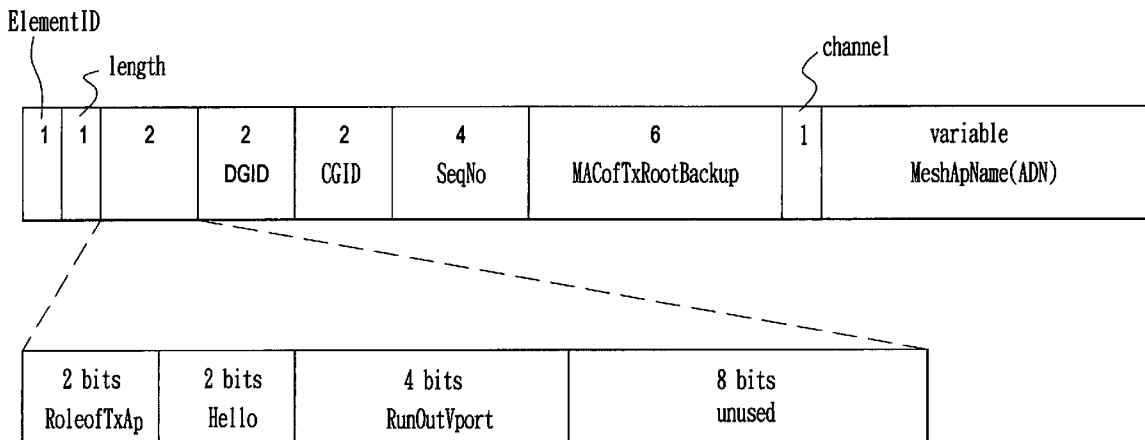 ElementID
length
channel
1
1
2
2
DGID
2
CGID
4
SeqNo
6
MACofTxRootBackup
1
variable
MeshApName(ADN)
2 bits
RoleofTxAp
2 bits
Hello
4 bits
RunOutVport
8 bits
unused